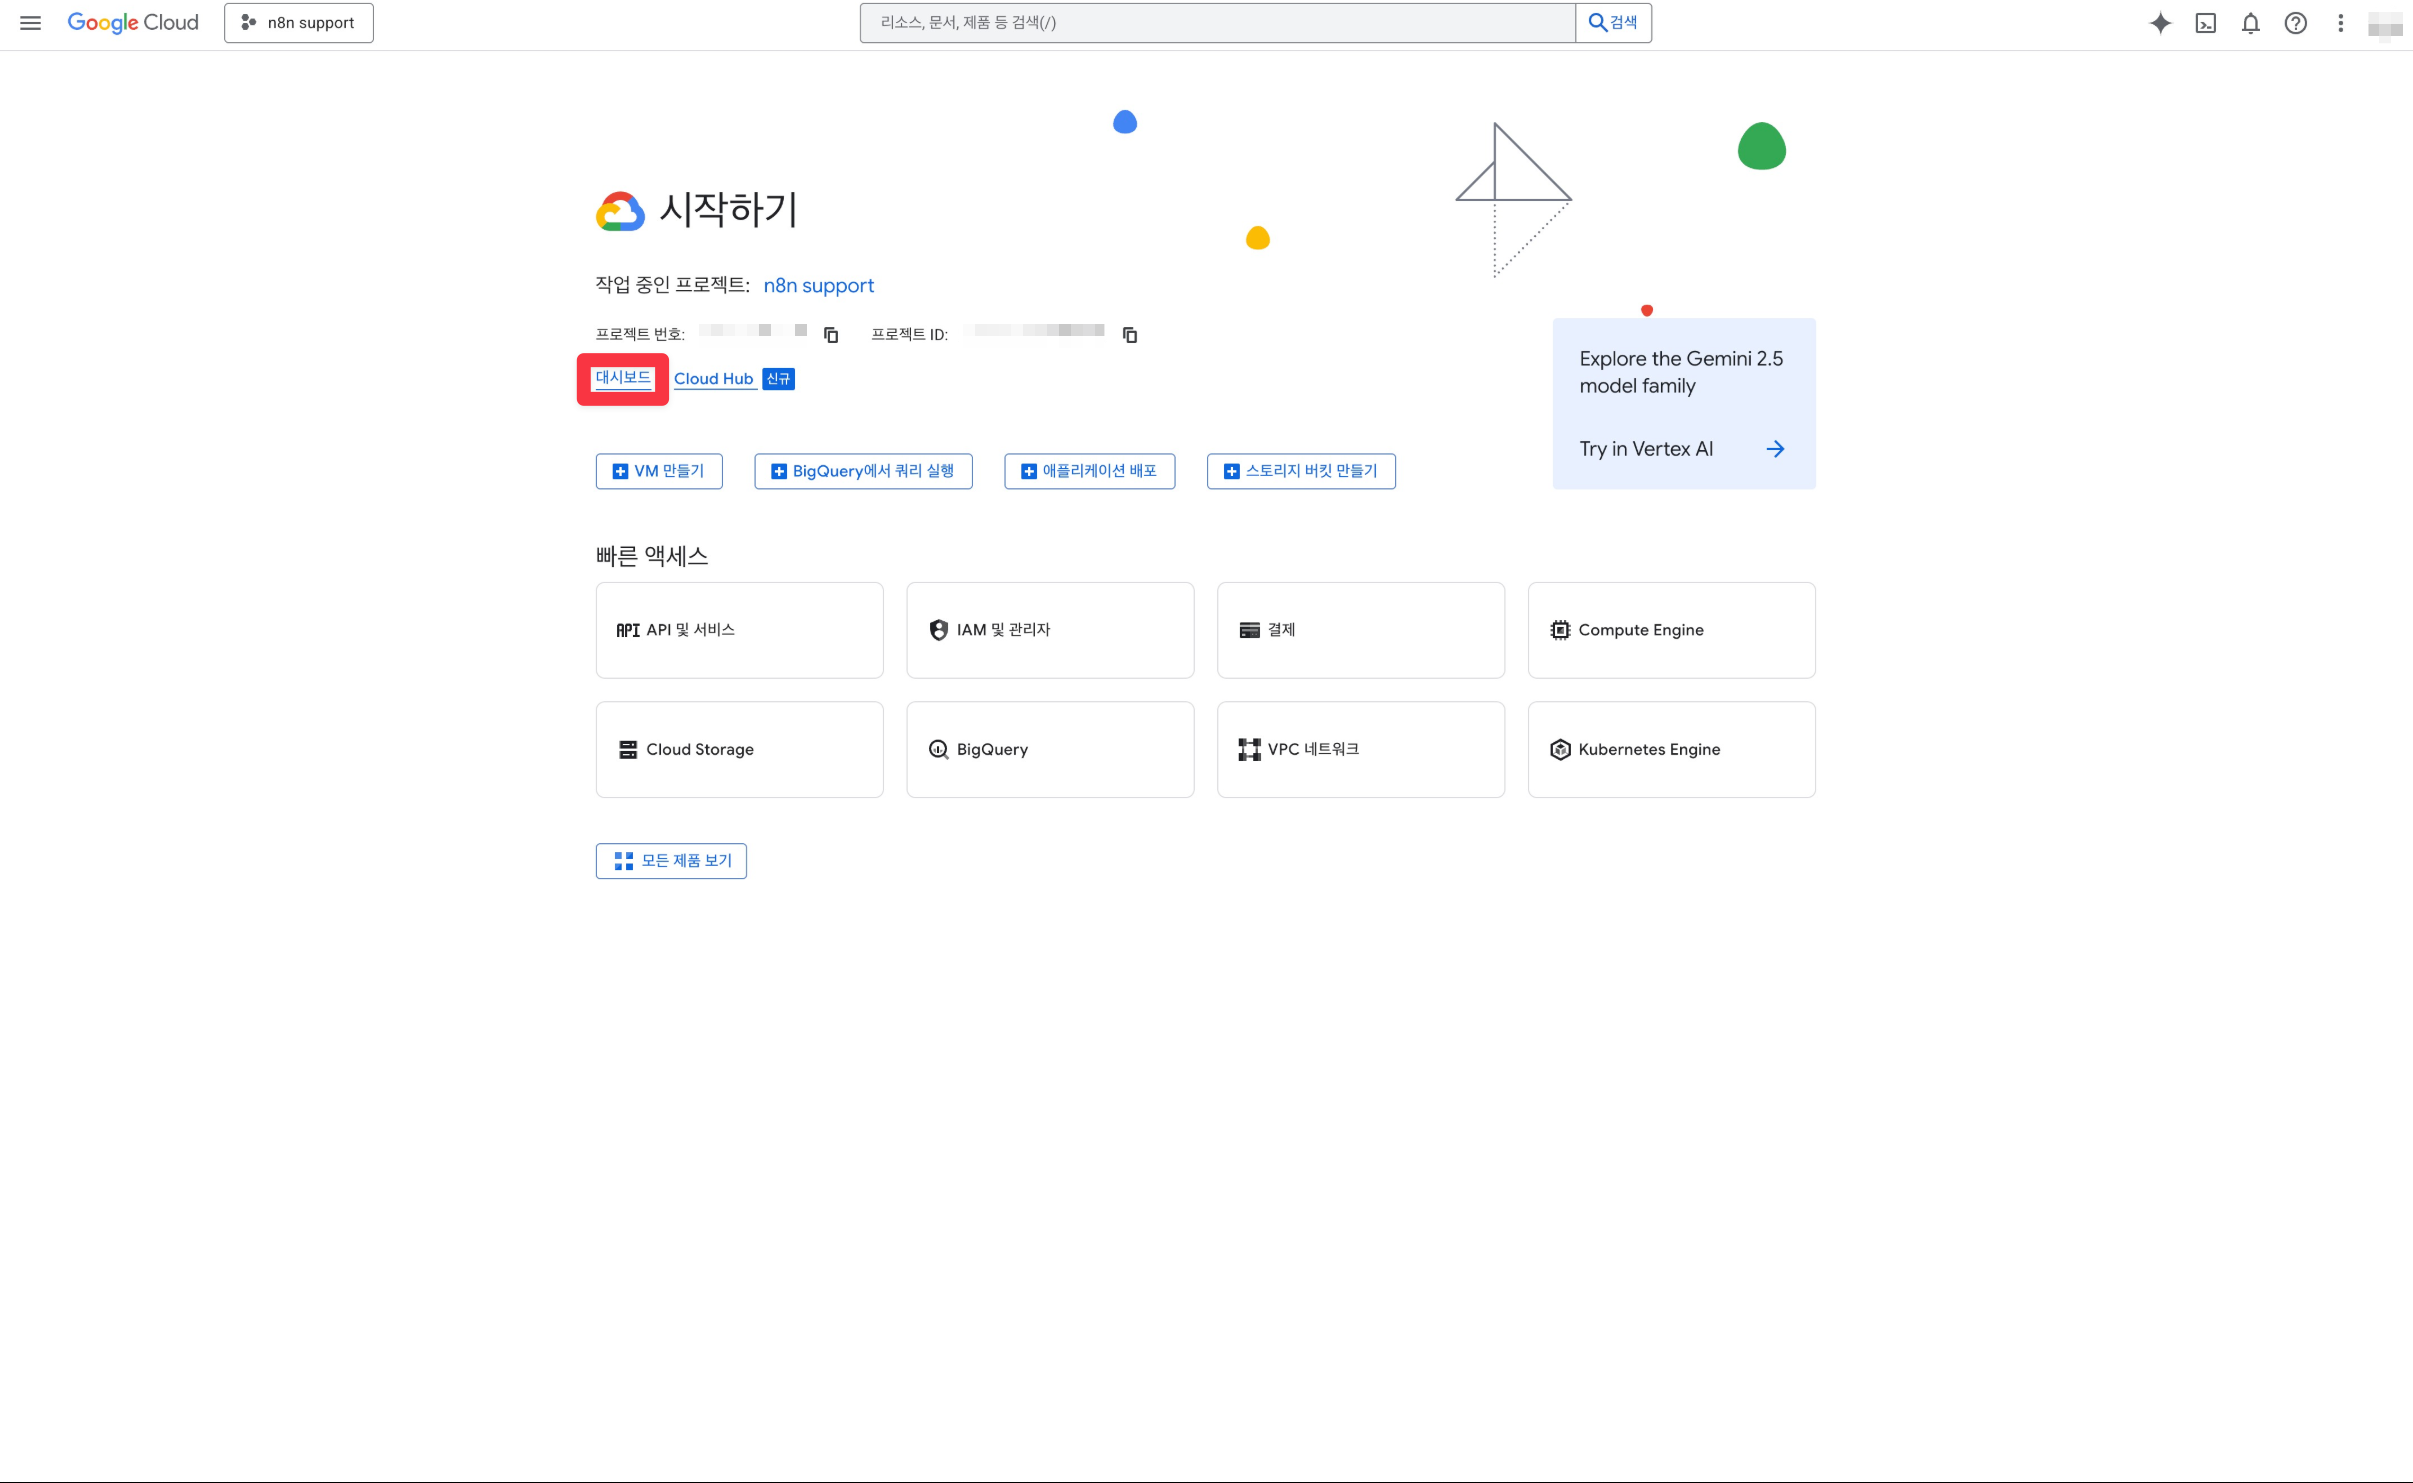 Google Cloud
n8n support
리소스, 문서, 제품 등 검색(/)
검색
시작하기
작업 중인 프로젝트: n8n support
프로젝트 번호: 프로젝트 ID:
대시보드 Cloud Hub 신규
Explore the Gemini 2.5
model family
Try in Vertex AI
VM 만들기
BigQuery에서 쿼리 실행
애플리케이션 배포
스토리지 버킷 만들기
빠른 액세스
API API 및 서비스
IAM 및 관리자
결제
Compute Engine
Cloud Storage
BigQuery
VPC 네트워크
Kubernetes Engine
모든 제품 보기